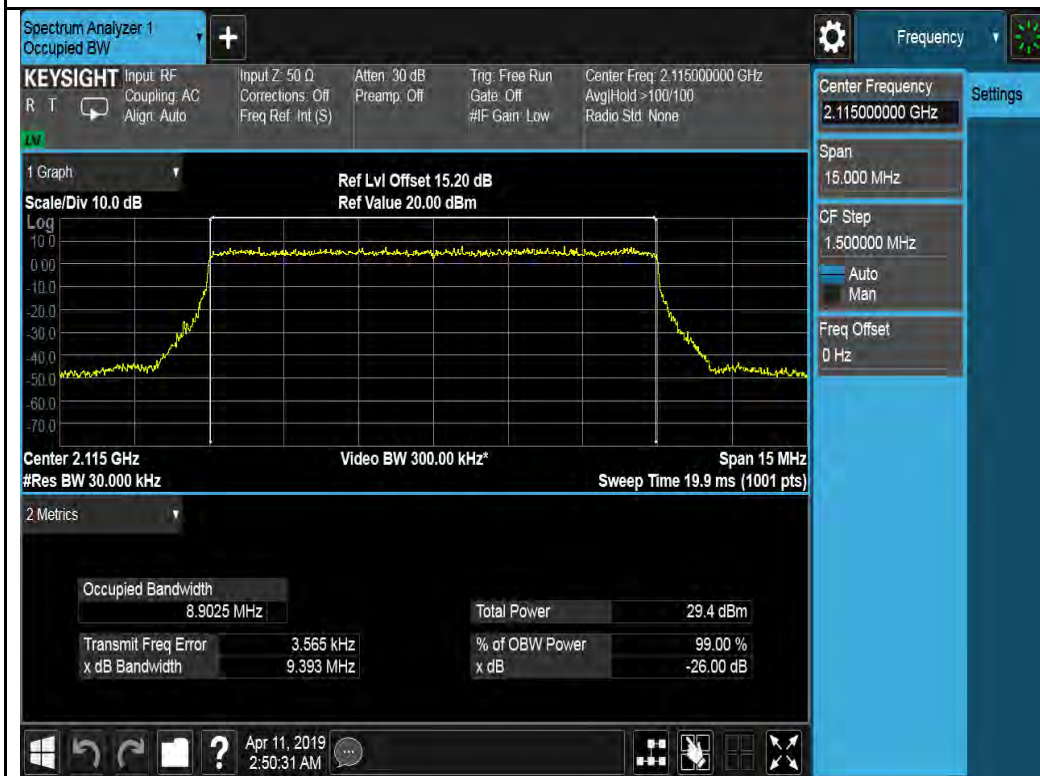 Spectrum Analyzer 1
Occupied BW
Frequency
KEYSIGHT
R T
Input: RF
Coupling: AC
Align: Auto
Input Z: 50 Ω
Corrections: Off
Freq Ref: Int (S)
Atten: 30 dB
Preamp: Off
Trig: Free Run
Gate: Off
#IF Gain: Low
Center Freq: 2.115000000 GHz
Avg|Hold >100/100
Radio Std: None
Center Frequency
2.115000000 GHz
Settings
Span
15.000 MHz
CF Step
1.500000 MHz
Auto
Man
Freq Offset
0 Hz
1 Graph
Scale/Div 10.0 dB
Ref Lvl Offset 15.20 dB
Ref Value 20.00 dBm
Log
10.0
0.00
-10.0
-20.0
-30.0
-40.0
-50.0
-60.0
-70.0
Center 2.115 GHz
#Res BW 30.000 kHz
Video BW 300.00 kHz*
Span 15 MHz
Sweep Time 19.9 ms (1001 pts)
2 Metrics
Occupied Bandwidth
8.9025 MHz
Total Power 29.4 dBm
Transmit Freq Error 3.565 kHz
% of OBW Power 99.00 %
x dB Bandwidth 9.393 MHz
x dB -26.00 dB
?
Apr 11, 2019
2:50:31 AM